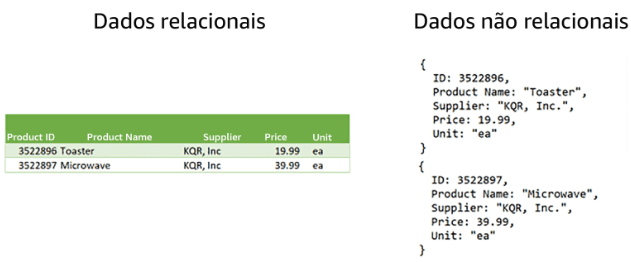 Dados relacionais
Product ID Product Name Supplier Price Unit
3522896 Toaster KQR, Inc 19.99 ea
3522897 Microwave KQR, Inc 39.99 ea
Dados não relacionais
{
ID: 3522896,
Product Name: "Toaster",
Supplier: "KQR, Inc.",
Price: 19.99,
Unit: "ea"
}
{
ID: 3522897,
Product Name: "Microwave",
Supplier: "KQR, Inc.",
Price: 39.99,
Unit: "ea"
}